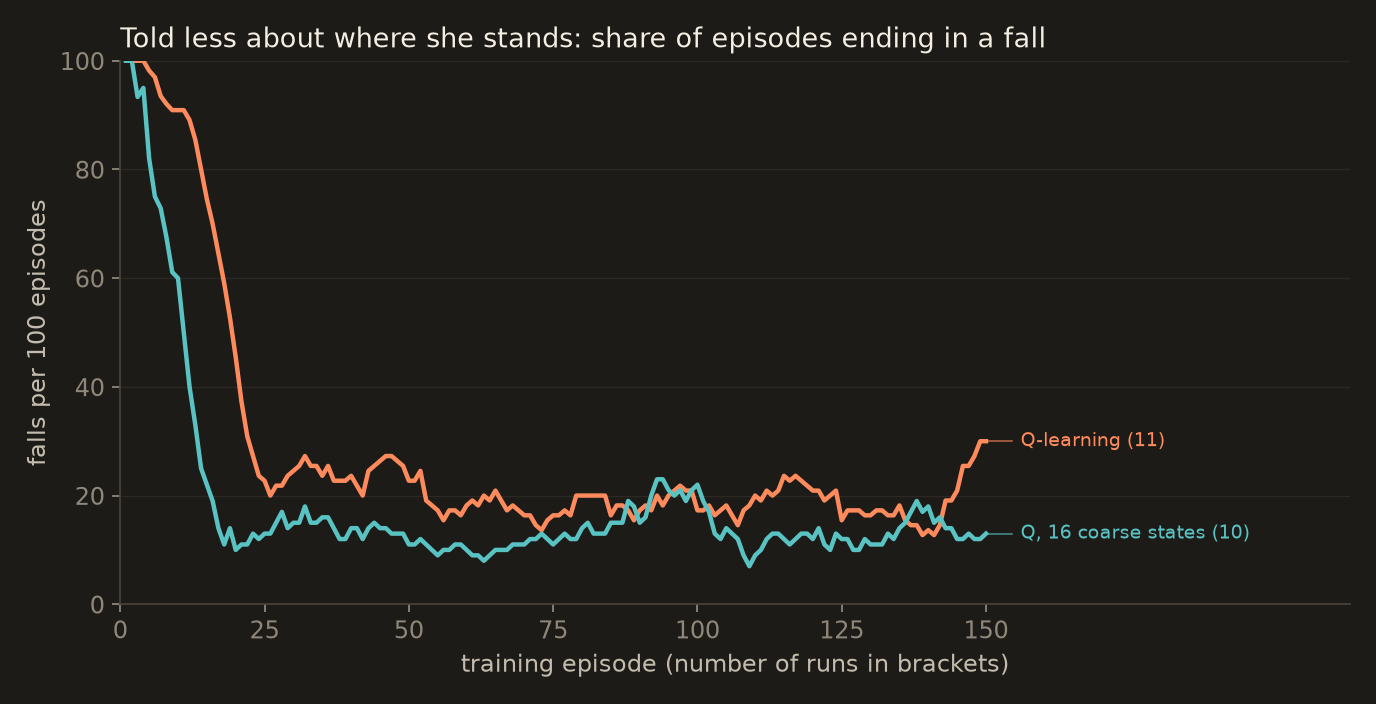 Told less about where she stands: share of episodes ending in a fall
falls per 100 episodes
100
80
60
40
20
0
Q-learning (11)
Q, 16 coarse states (10)
0 25 50 75 100 125 150
training episode (number of runs in brackets)